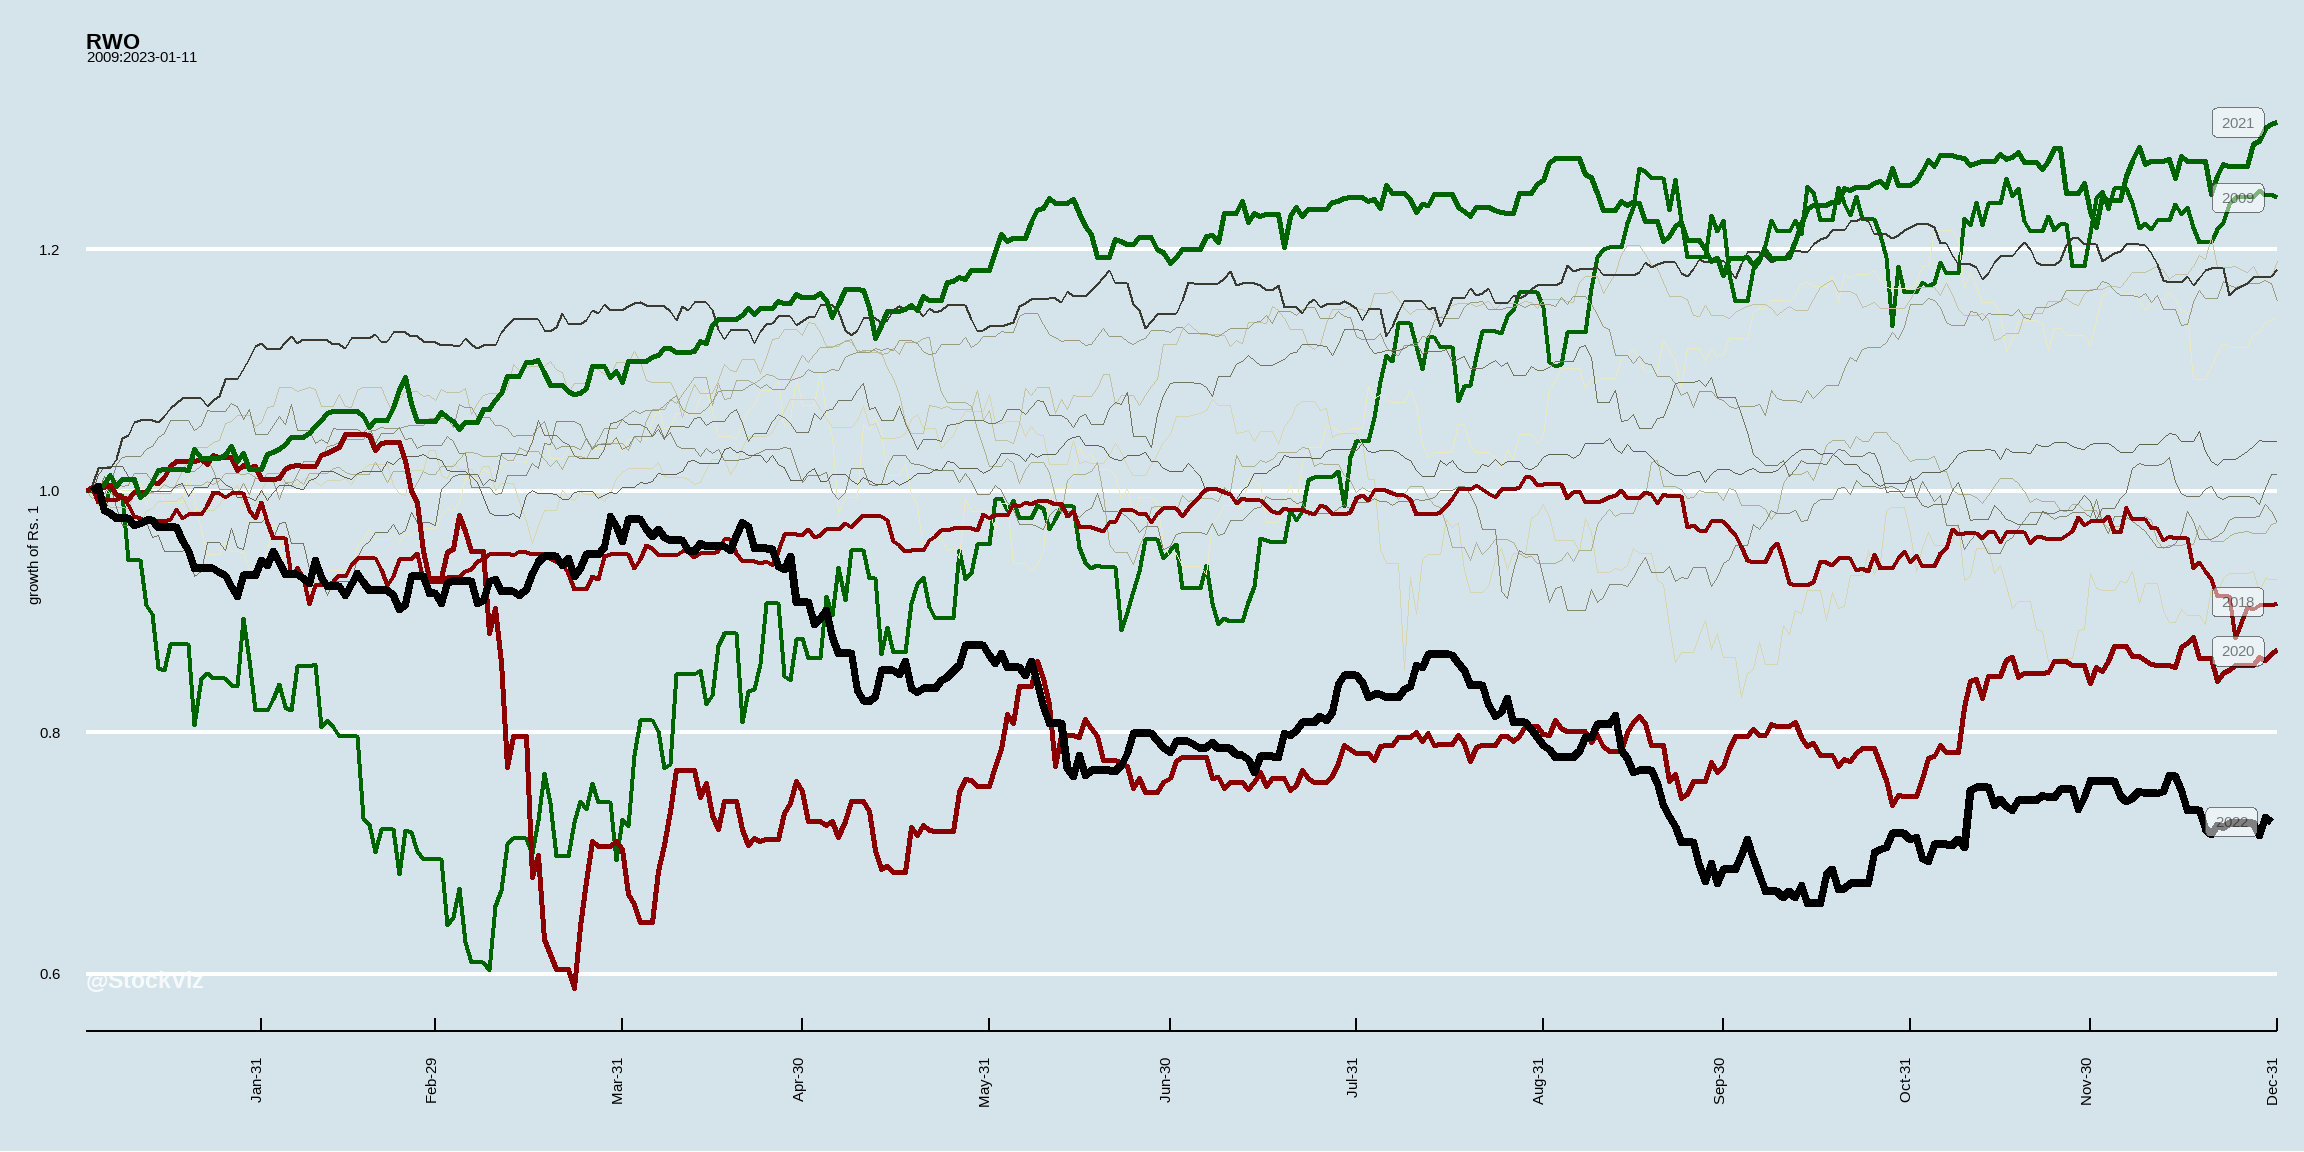 RWO
2009:2023-01-11
2021
2009
1.2
1.0
growth of Rs. 1
2018
2020
0.8
2022
0.6
@StockViz
Jan-31
Feb-29
Mar-31
Apr-30
May-31
Jun-30
Jul-31
Aug-31
Sep-30
Oct-31
Nov-30
Dec-31